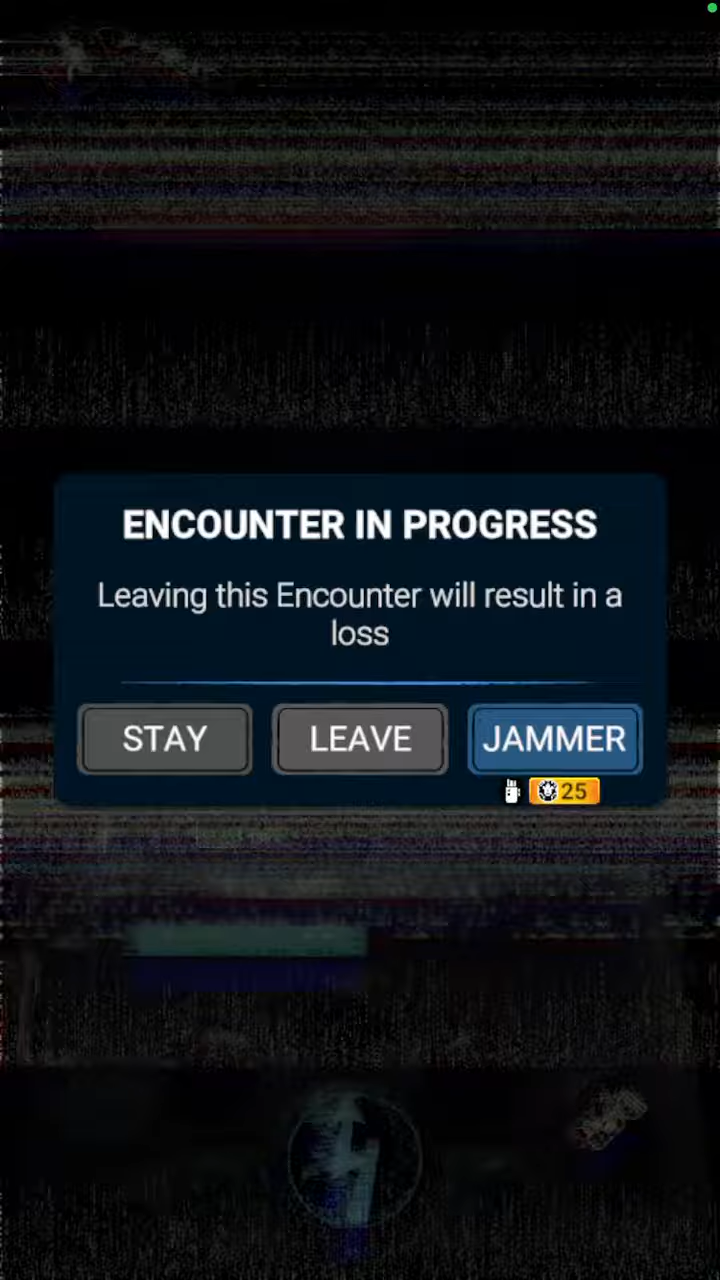 ENCOUNTER IN PROGRESS
Leaving this Encounter will result in a
loss
STAY
LEAVE
JAMMER
25